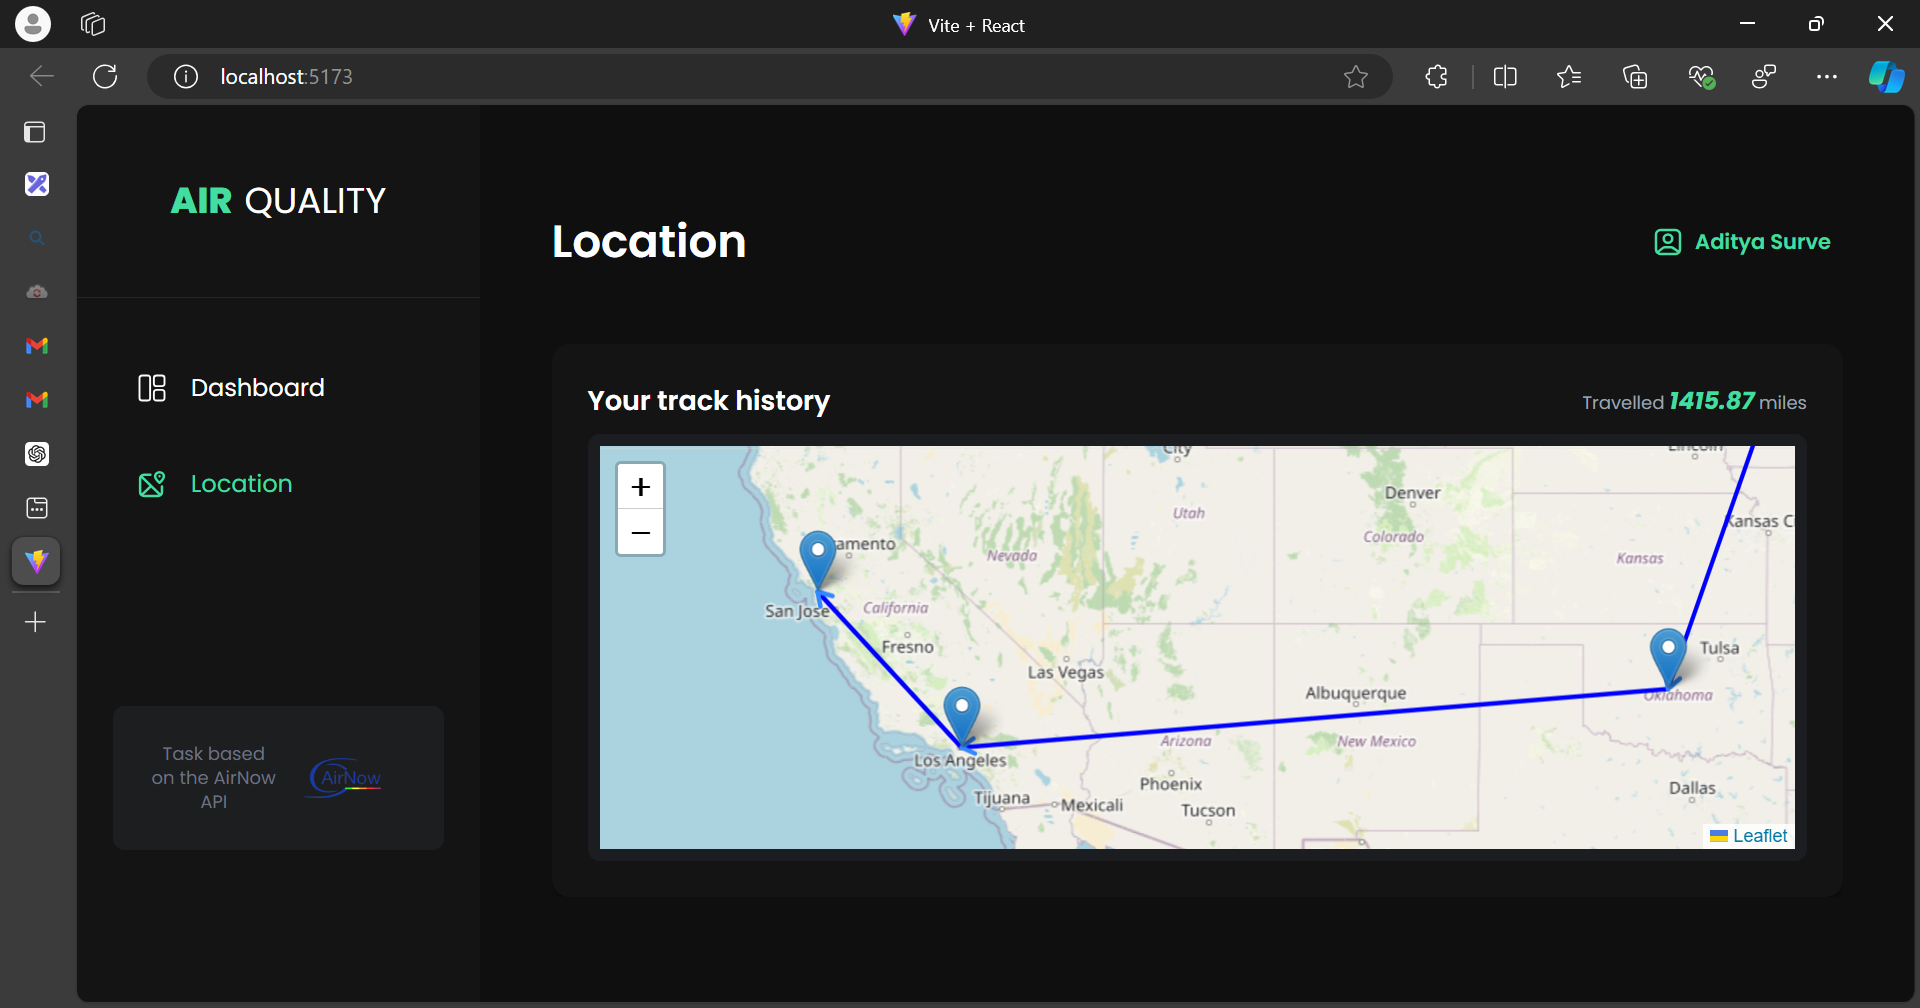 Vite + React
localhost:5173
AIR QUALITY
Location
Aditya Surve
Dashboard
Location
Your track history
Travelled 1415.87 miles
+
−
City
Lincoln
Denver
Utah
Kansas Ci
Colorado
amento
Nevada
Kansas
San Jose
California
Fresno
Tulsa
Las Vegas
Albuquerque
Oklahoma
Arizona
New Mexico
Los Angeles
Phoenix
Dallas
Tijuana
Mexicali
Tucson
Leaflet
Task based
on the AirNow
API
AirNow